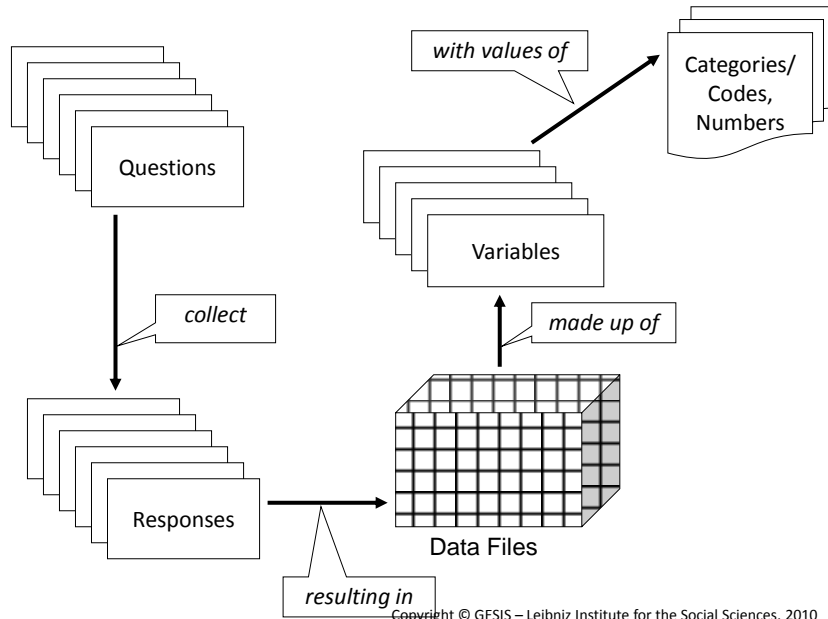 with values of
Categories/
Codes,
Numbers
Questions
Variables
collect
made up of
Responses
Data Files
resulting in
Copyright © GESIS – Leibniz Institute for the Social Sciences, 2010